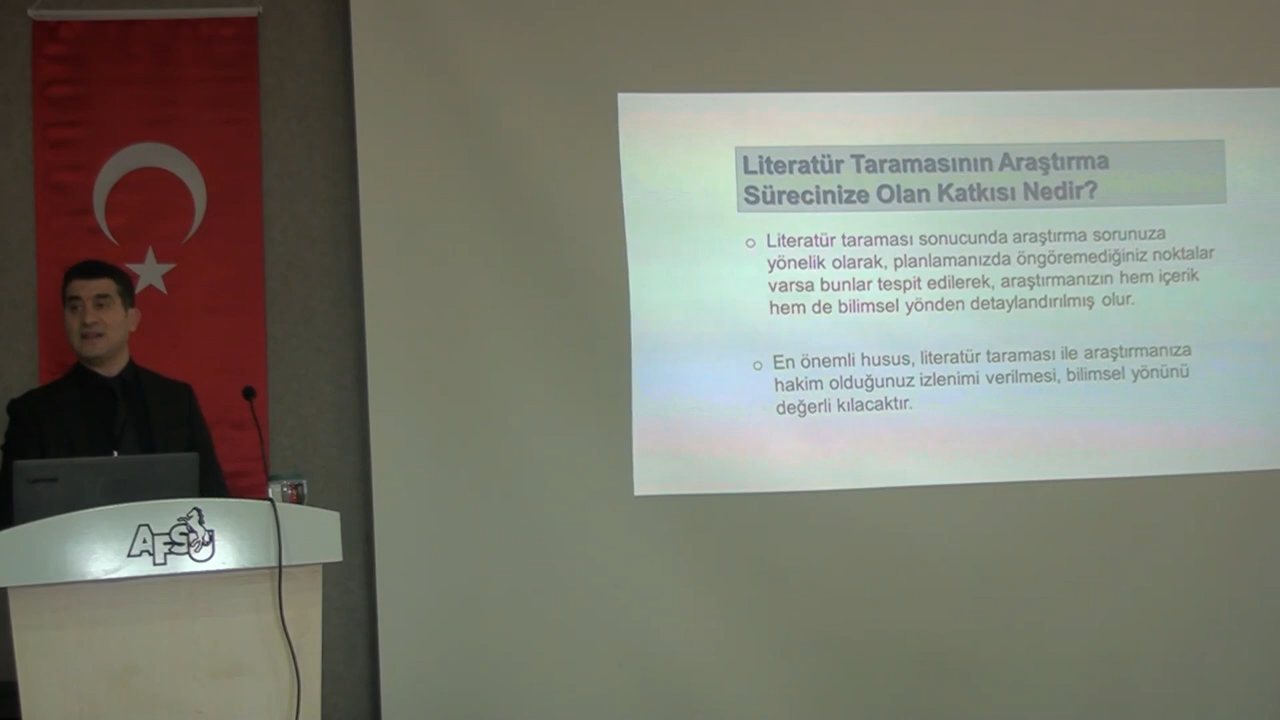 Literatür Taramasının Araştırma
Sürecinize Olan Katkısı Nedir?
Literatür taraması sonucunda araştırma sorunuza
yönelik olarak, planlamanızda öngöremediğiniz noktalar
varsa bunlar tespit edilerek, araştırmanızın hem içerik
hem de bilimsel yönden detaylandırılmış olur.
En önemli husus, literatür taraması ile araştırmanıza
hakim olduğunuz izlenimi verilmesi, bilimsel yönünü
değerli kılacaktır.
AFSU